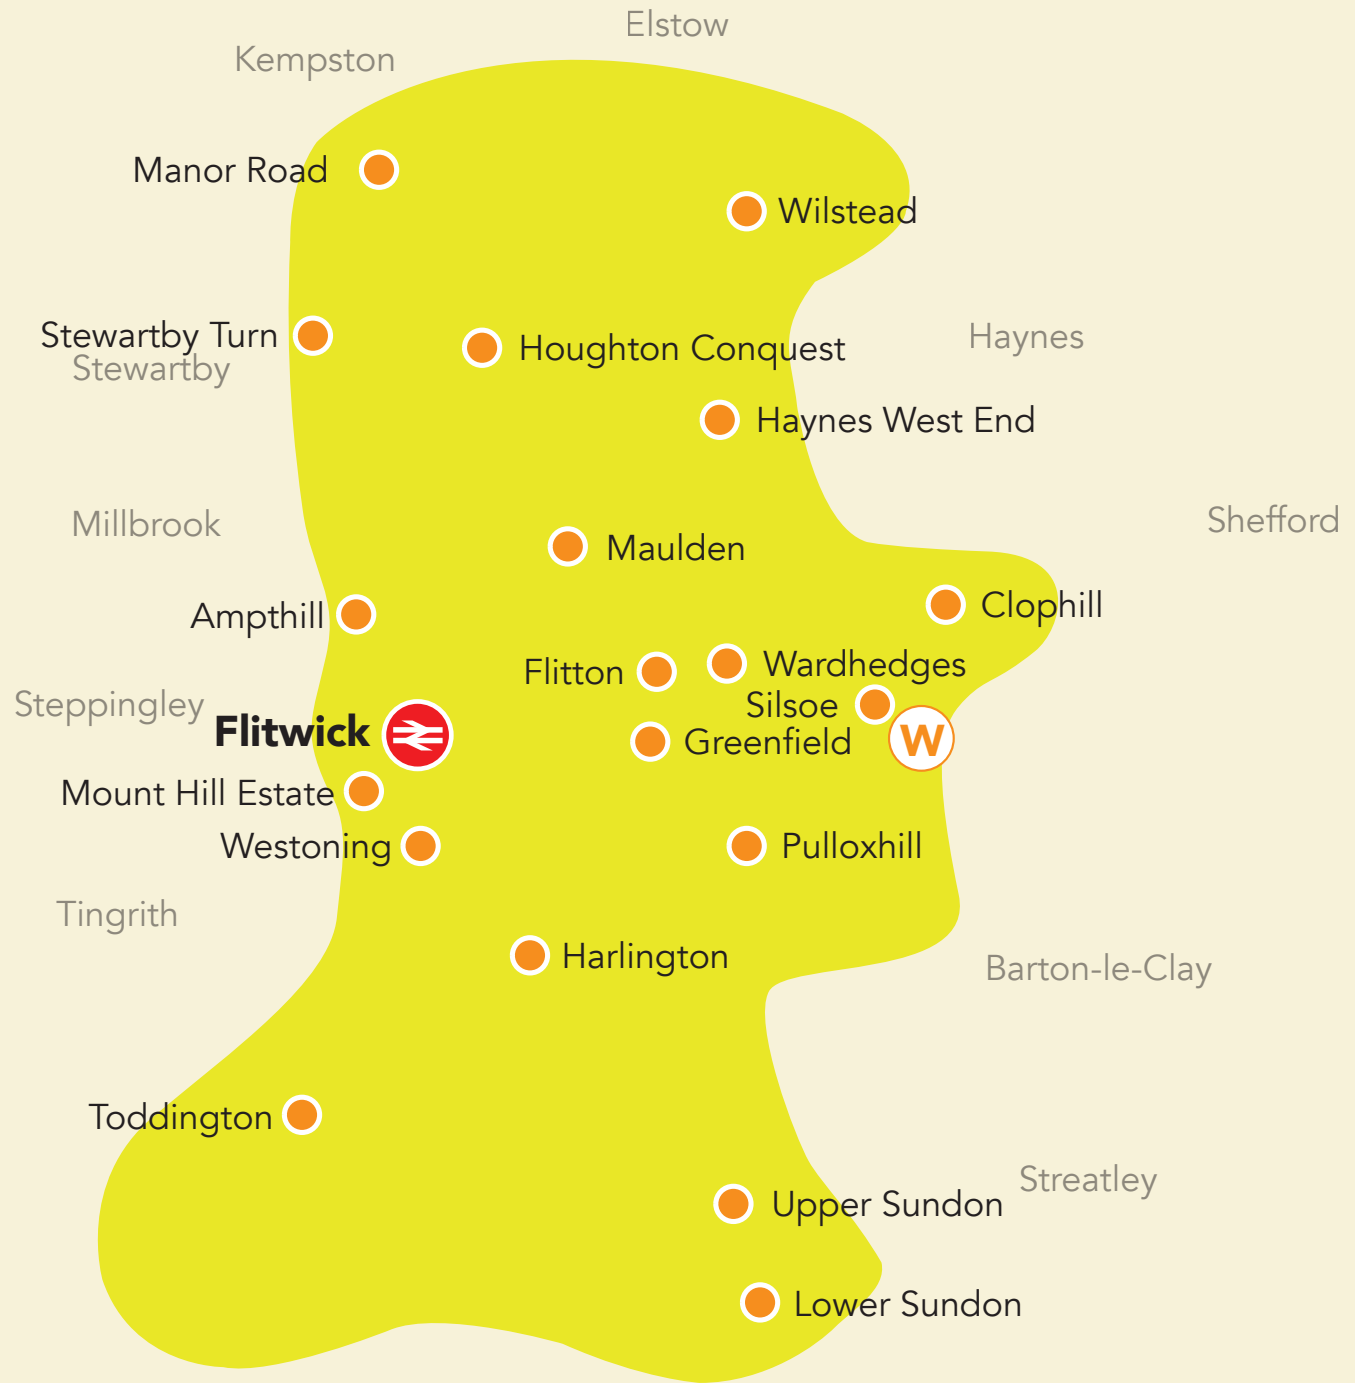 Elstow
Kempston
Manor Road
Wilstead
Stewartby Turn
Haynes
Houghton Conquest
Stewartby
Haynes West End
Millbrook
Shefford
Maulden
Clophill
Ampthill
Wardhedges
Flitton
Steppingley
Silsoe
Flitwick
W
Greenfield
Mount Hill Estate
Westoning
Pulloxhill
Tingrith
Harlington
Barton-le-Clay
Toddington
Streatley
Upper Sundon
Lower Sundon